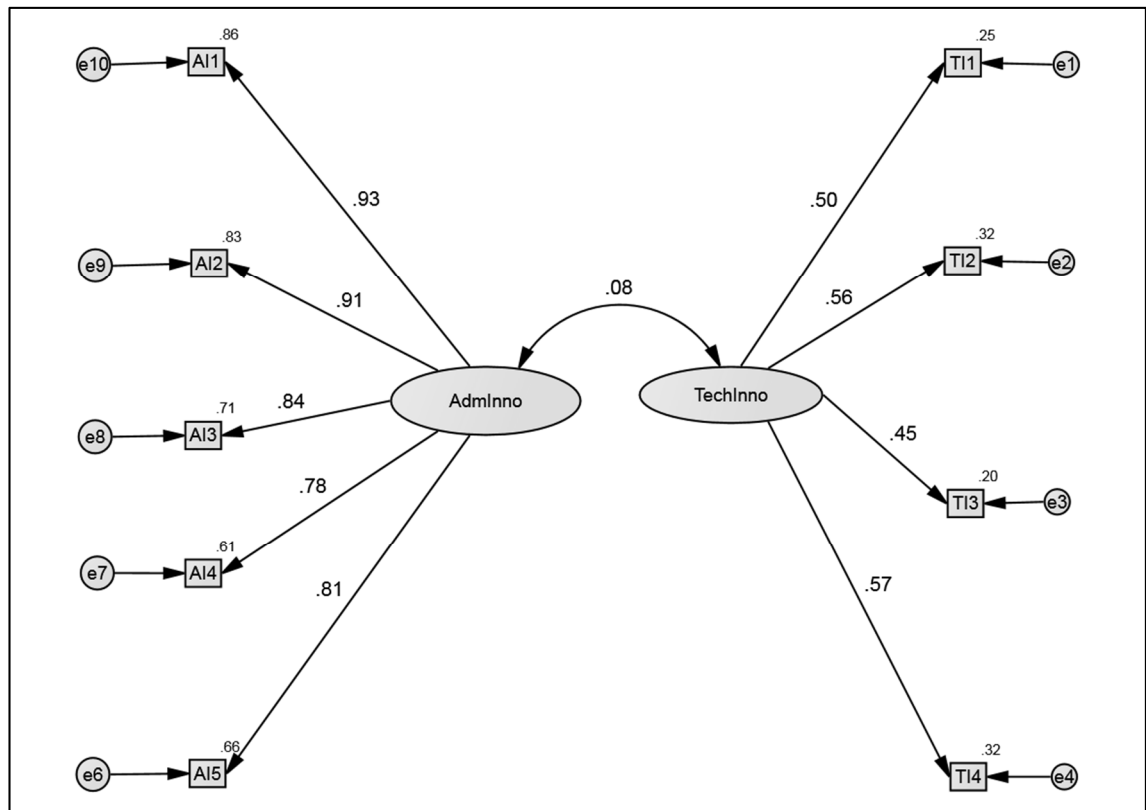 .86
.25
e10
AI1
TI1
e1
.93
.50
.83
.32
e9
AI2
TI2
e2
.91
.56
.08
AdmInno
TechInno
.71
.84
e8
AI3
.45
.78
.20
TI3
e3
.61
e7
AI4
.81
.57
.66
e6
AI5
.32
TI4
e4